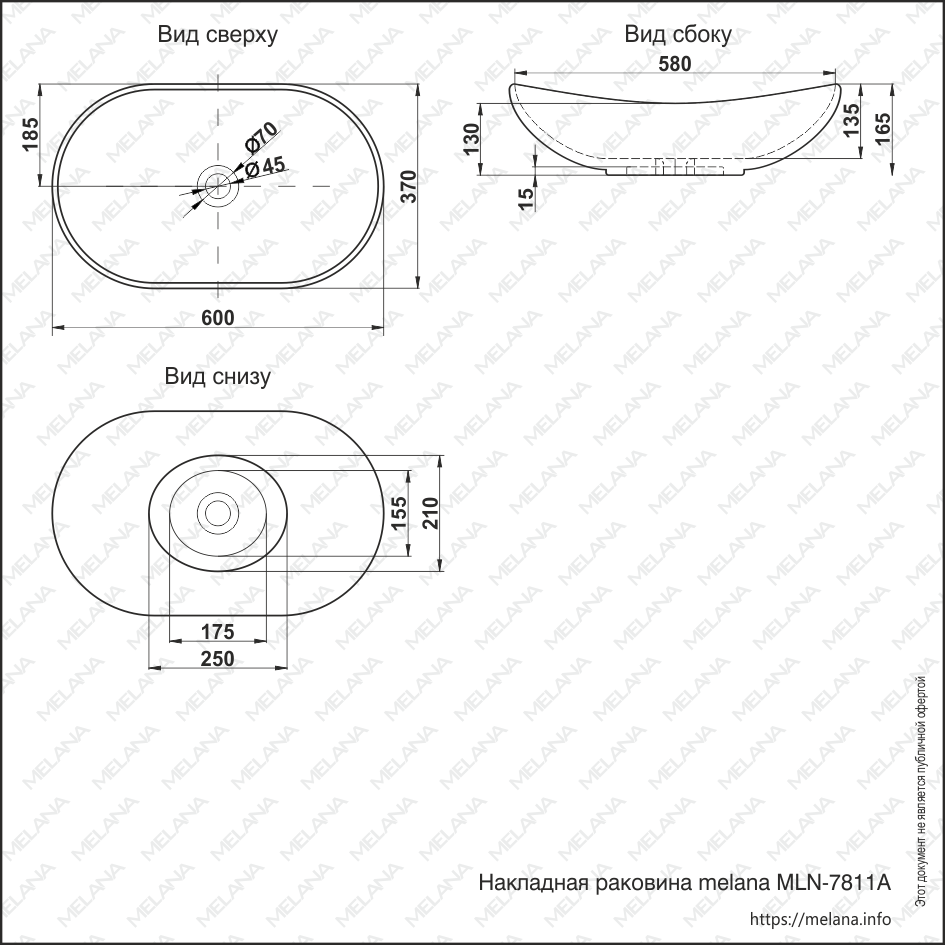 Вид сверху
Вид сбоку
580
185
Ø70
Ø45
370
600
130
15
135
165
Вид снизу
155
210
175
250
Этот документ не является публичной офертой
Накладная раковина melana MLN-7811A
https://melana.info
MELANA